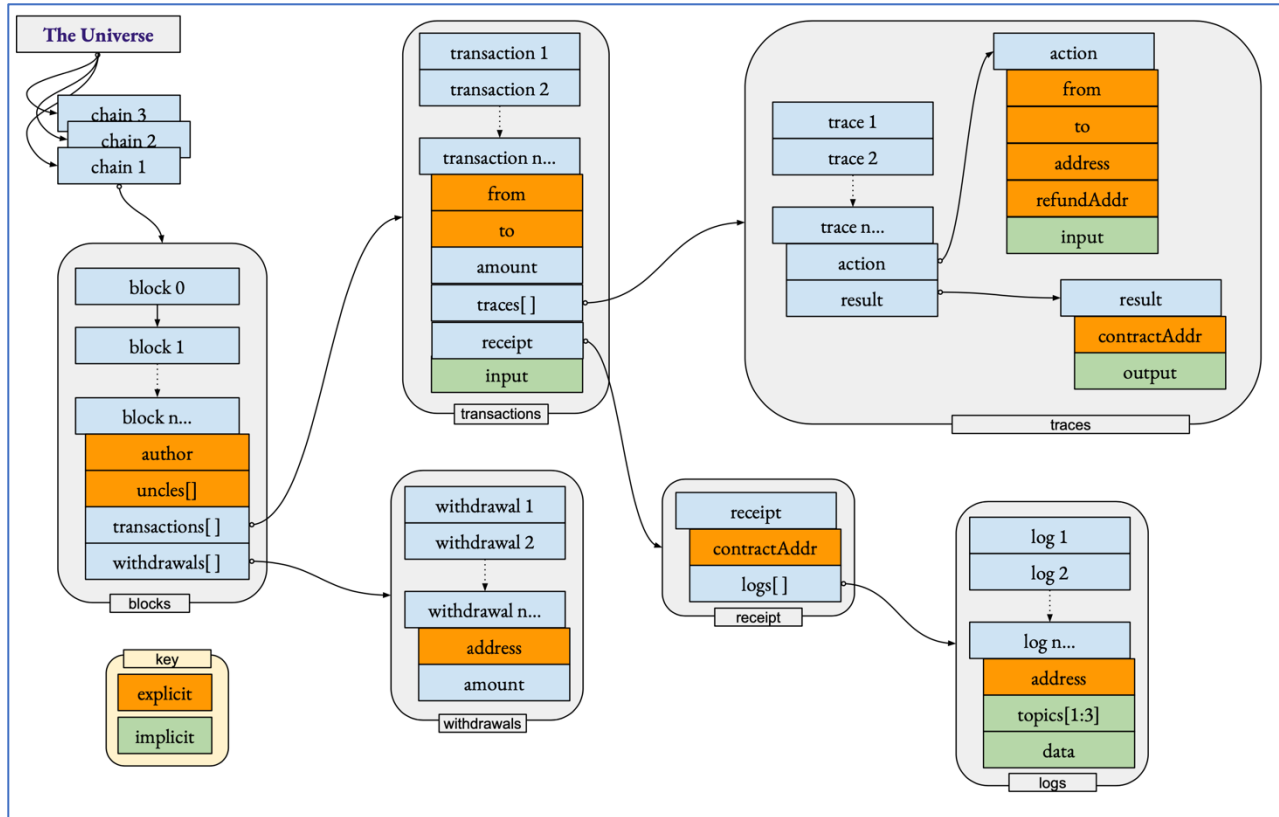 The Universe
chain 3
chain 2
chain 1
block 0
block 1
block n...
author
uncles[]
transactions[ ]
withdrawals[ ]
blocks
key
explicit
implicit
transaction 1
transaction 2
transaction n...
from
to
amount
traces[ ]
receipt
input
transactions
withdrawal 1
withdrawal 2
withdrawal n...
address
amount
withdrawals
trace 1
trace 2
trace n...
action
result
action
from
to
address
refundAddr
input
result
contractAddr
output
traces
receipt
contractAddr
logs[ ]
receipt
log 1
log 2
log n...
address
topics[1:3]
data
logs